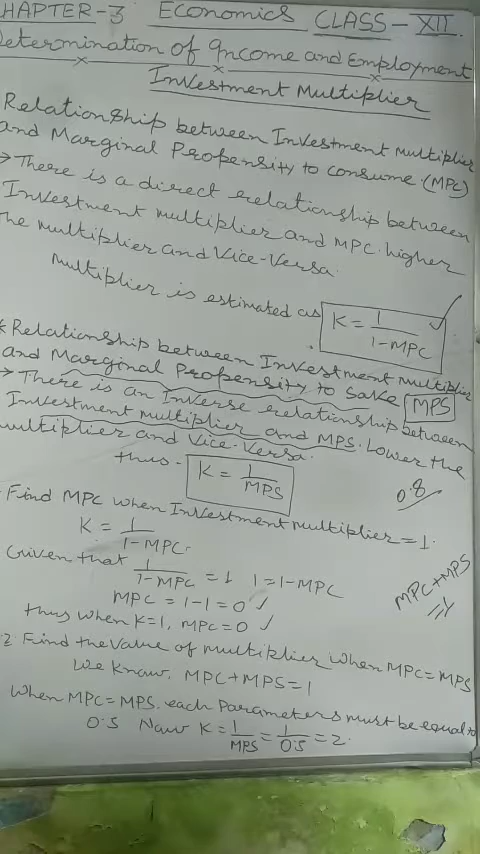 CHAPTER-3 Economics CLASS-XII.
Determination of Income and Employment
Investment Multiplier
Relationship between Investment multiplier
and Marginal Propensity to consume.(MPC)
→ There is a direct relationship between
Investment multiplier and MPC. higher
the multiplier and Vice-Versa.
multiplier is estimated as K = 1/1-MPC ✓
* Relationship between Investment Multiplier
and Marginal Propensity to Sake MPS
→ There is an Inverse relationship between
Investment multiplier and MPS. Lower the
multiplier and Vice-Versa.
thus - K = 1/MPS
0.8
Find MPC when Investment multiplier = 1.
K = 1/1-MPC.
Given that 1/1-MPC = 1 1 = 1-MPC
MPC = 1-1 = 0 ✓
thus when K=1, MPC=0 ✓
MPC+MPS
=1
2 Find the value of multiplier when MPC=MPS
We Know, MPC+MPS=1
When MPC=MPS. each Parameters must be equal to
0.5 Now K = 1/MPS = 1/0.5 = 2.